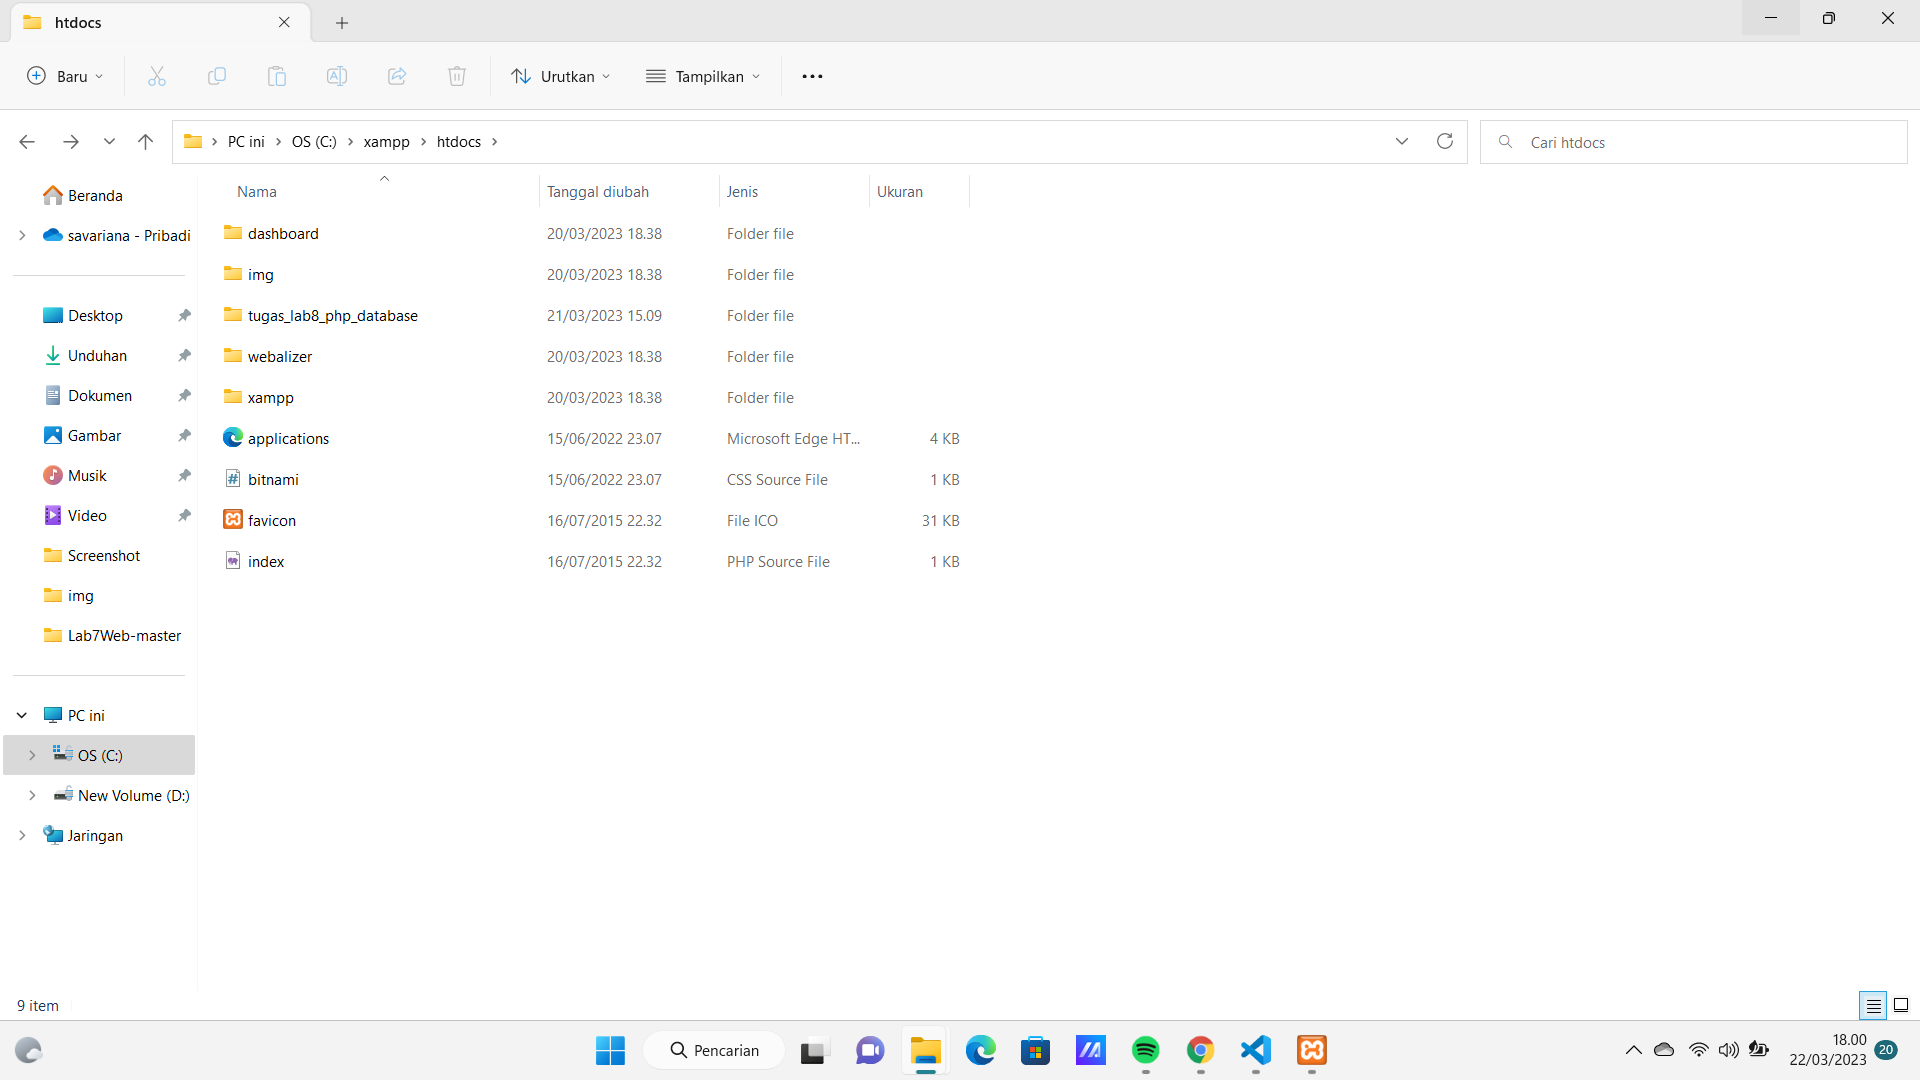 htdocs
Baru
Urutkan
Tampilkan
PC ini
OS (C:)
xampp
htdocs
Cari htdocs
Beranda
savariana - Pribadi
Desktop
Unduhan
Dokumen
Gambar
Musik
Video
Screenshot
img
Lab7Web-master
PC ini
OS (C:)
New Volume (D:)
Jaringan
Nama Tanggal diubah Jenis Ukuran
dashboard 20/03/2023 18.38 Folder file
img 20/03/2023 18.38 Folder file
tugas_lab8_php_database 21/03/2023 15.09 Folder file
webalizer 20/03/2023 18.38 Folder file
xampp 20/03/2023 18.38 Folder file
applications 15/06/2022 23.07 Microsoft Edge HT... 4 KB
bitnami 15/06/2022 23.07 CSS Source File 1 KB
favicon 16/07/2015 22.32 File ICO 31 KB
index 16/07/2015 22.32 PHP Source File 1 KB
9 item
Pencarian
18.00
22/03/2023
20